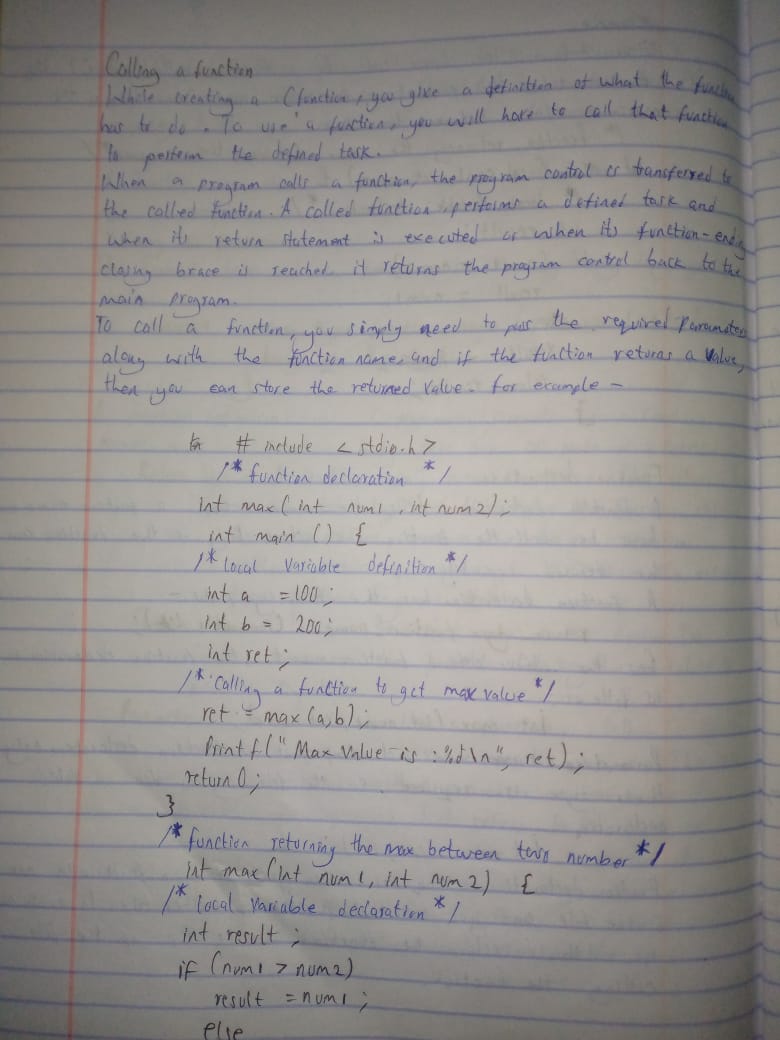 Calling a function
While creating a C function, you give a definition of what the function
has to do. To use a function, you will have to call that function
to perform the defined task.
When a program calls a function, the program control is transferred to
the called function. A called function performs a defined task and
when its return statement is executed or when its function-ending
closing brace is reached it returns the program control back to the
main program.
To call a function, you simply need to pass the required parameters
along with the function name, and if the function returns a value,
then you can store the returned value. for example -
# include < stdio.h >
/* function declaration */
int max ( int num1 , int num2);
int main () {
/* local variable definition */
int a = 100;
int b = 200;
int ret;
/* Calling a function to get max value */
ret = max (a,b);
Printf (" Max Value is : %d\n", ret);
return 0;
}
/* function returning the max between two number */
int max (int num1, int num2) {
/* local variable declaration */
int result ;
if (num1 > num2)
result = num1 ;
else